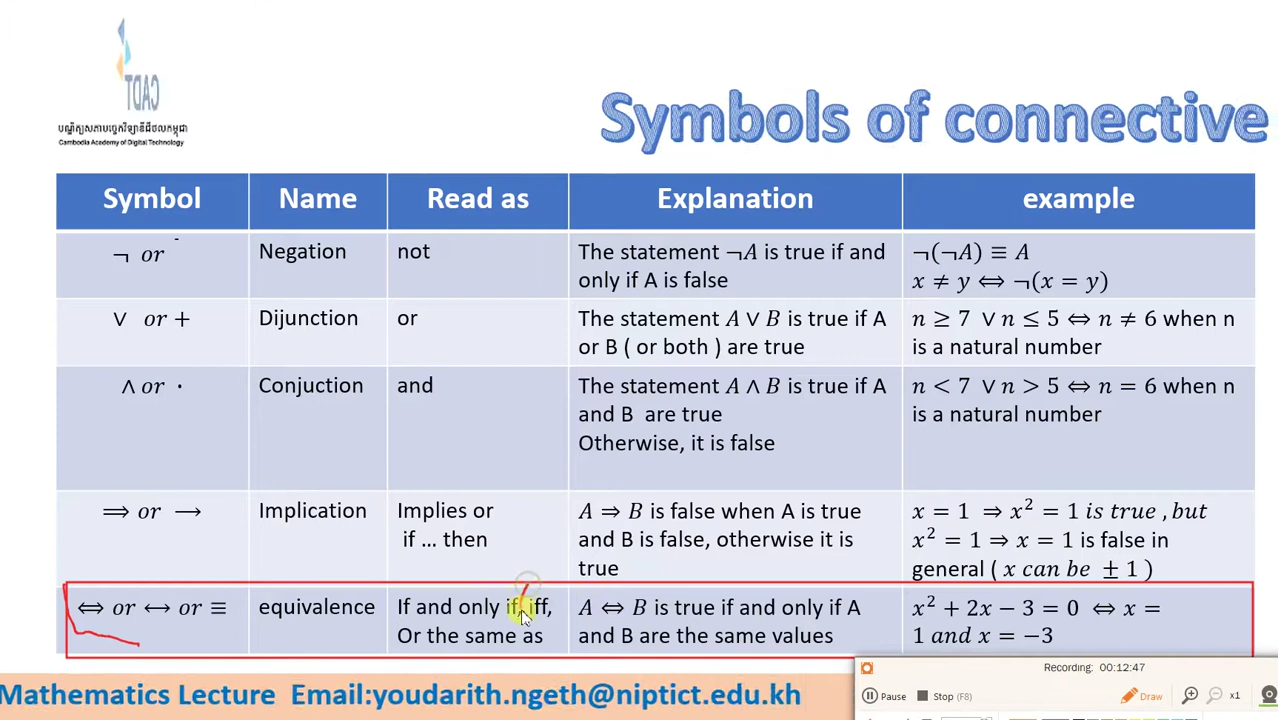 CADT
បណ្ឌិត្យសភាបច្ចេកវិទ្យាឌីជីថលកម្ពុជា
Cambodia Academy of Digital Technology
Symbols of connective
Symbol Name Read as Explanation example
¬ or ‾ Negation not The statement ¬A is true if and only if A is false ¬(¬A) ≡ A
x ≠ y ⟺ ¬(x = y)
∨ or + Dijunction or The statement A ∨ B is true if A
or B ( or both ) are true
n ≥ 7 ∨ n ≤ 5 ⇔ n ≠ 6 when n
is a natural number
∧ or · Conjuction and The statement A ∧ B is true if A
and B are true
Otherwise, it is false
n < 7 ∨ n > 5 ⇔ n = 6 when n
is a natural number
⟹ or ⟶ Implication Implies or
if … then
A ⇒ B is false when A is true
and B is false, otherwise it is
true
x = 1 ⇒ x² = 1 is true , but
x² = 1 ⇒ x = 1 is false in
general ( x can be ± 1 )
⟺ or ⟷ or ≡ equivalence If and only if, iff,
Or the same as
A ⇔ B is true if and only if A
and B are the same values
x² + 2x − 3 = 0 ⇔ x =
1 and x = −3
Mathematics Lecture Email:youdarith.ngeth@niptict.edu.kh
Recording: 00:12:47
Pause Stop (F8) Draw x1